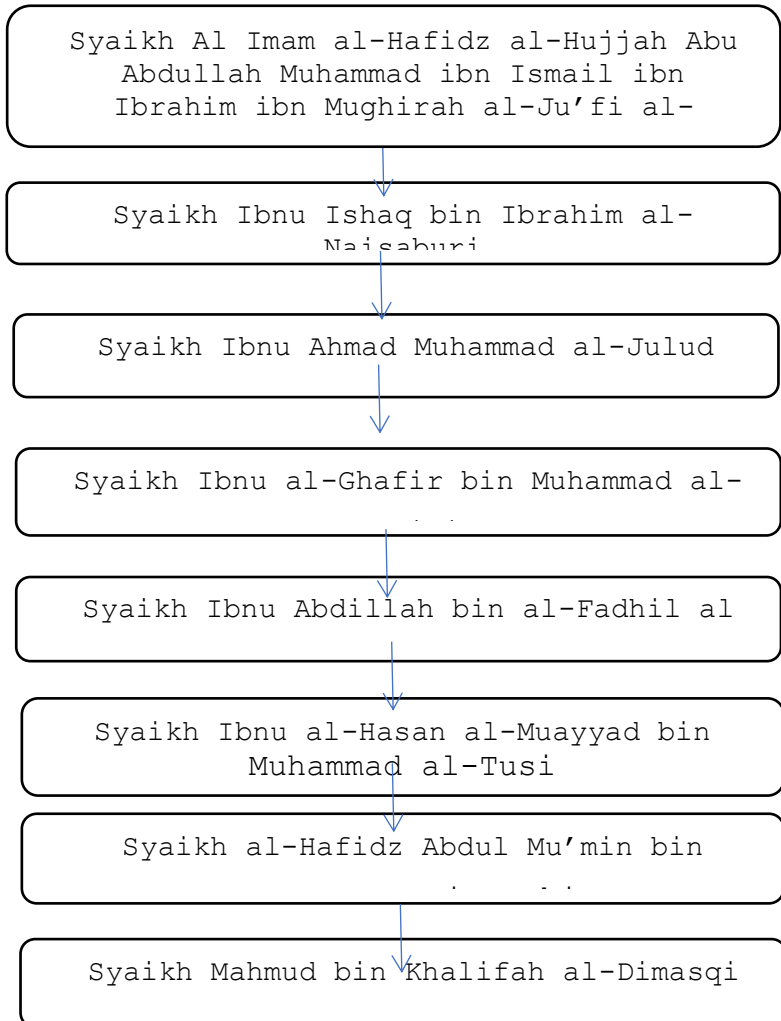 Syaikh Al Imam al-Hafidz al-Hujjah Abu
Abdullah Muhammad ibn Ismail ibn
Ibrahim ibn Mughirah al-Ju’fi al-
Syaikh Ibnu Ishaq bin Ibrahim al-
Naisaburi
Syaikh Ibnu Ahmad Muhammad al-Julud
Syaikh Ibnu al-Ghafir bin Muhammad al-
Syaikh Ibnu Abdillah bin al-Fadhil al
Syaikh Ibnu al-Hasan al-Muayyad bin
Muhammad al-Tusi
Syaikh al-Hafidz Abdul Mu’min bin
Syaikh Mahmud bin Khalifah al-Dimasqi